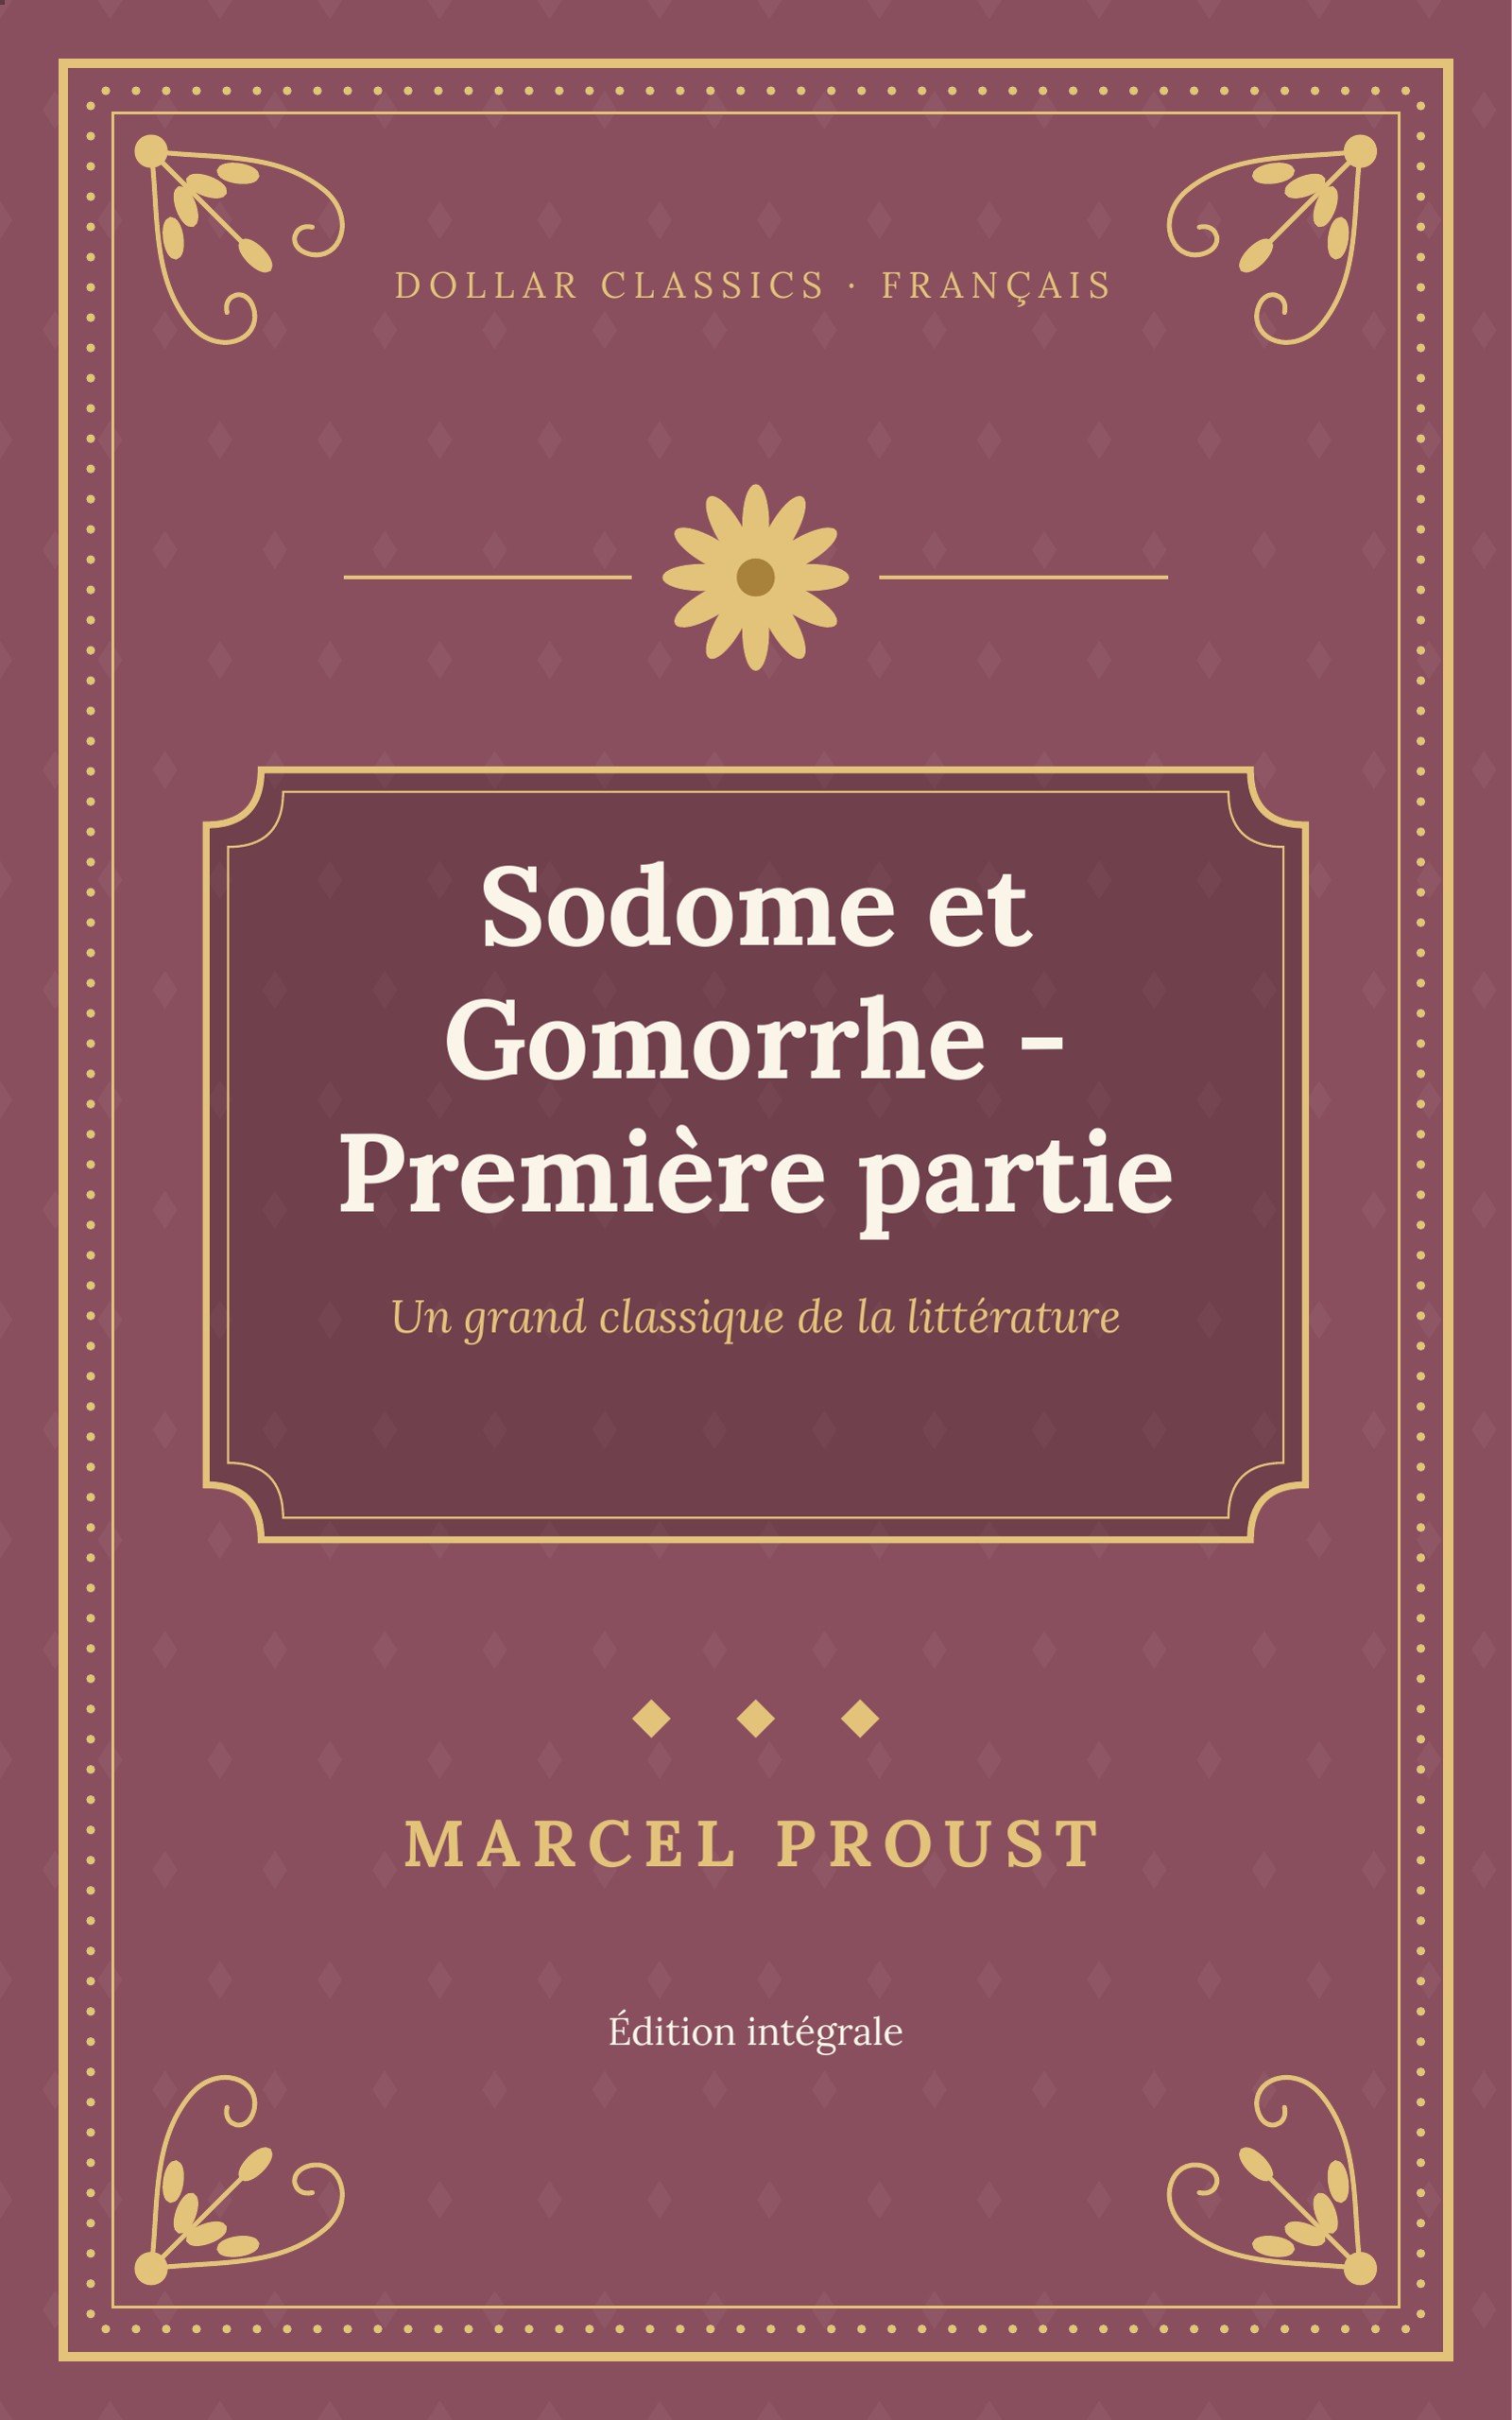 DOLLAR CLASSICS · FRANÇAIS
Sodome et
Gomorrhe -
Première partie
Un grand classique de la littérature
MARCEL PROUST
Édition intégrale